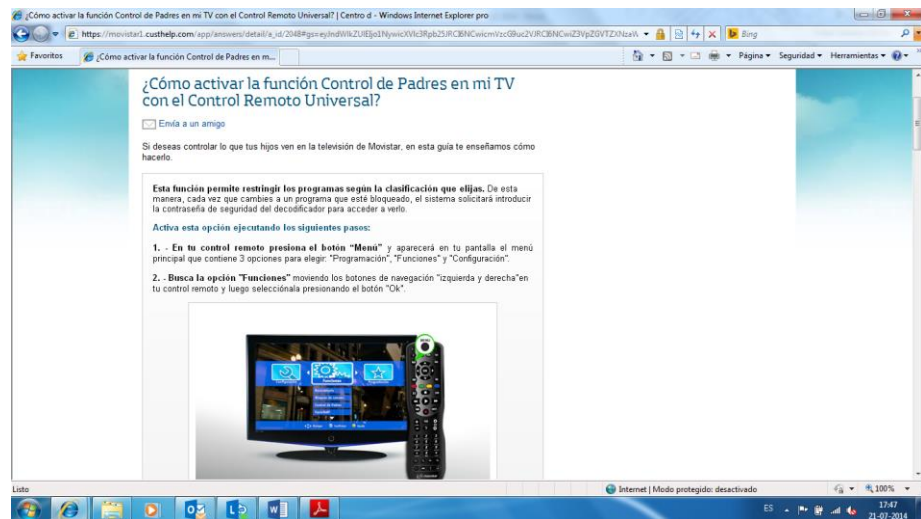 ¿Cómo activar la función Control de Padres en mi TV con el Control Remoto Universal? | Centro d - Windows Internet Explorer pro
https://movistar1.custhelp.com/app/answers/detail/a_id/2048#
Bing
Favoritos
¿Cómo activar la función Control de Padres en m...
Página
Seguridad
Herramientas
¿Cómo activar la función Control de Padres en mi TV
con el Control Remoto Universal?
Envía a un amigo
Si deseas controlar lo que tus hijos ven en la televisión de Movistar, en esta guía te enseñamos cómo
hacerlo.
Esta función permite restringir los programas según la clasificación que elijas. De esta
manera, cada vez que cambies a un programa que esté bloqueado, el sistema solicitará introducir
la contraseña de seguridad del decodificador para acceder a verlo.
Activa esta opción ejecutando los siguientes pasos:
1. - En tu control remoto presiona el botón “Menú” y aparecerá en tu pantalla el menú
principal que contiene 3 opciones para elegir: "Programación", "Funciones" y "Configuración".
2. - Busca la opción "Funciones" moviendo los botones de navegación "izquierda y derecha"en
tu control remoto y luego selecciónala presionando el botón "Ok".
MENÚ
Configuración
Funciones
Programación
Listo
Internet | Modo protegido: desactivado
100%
ES
17:47
21-07-2014